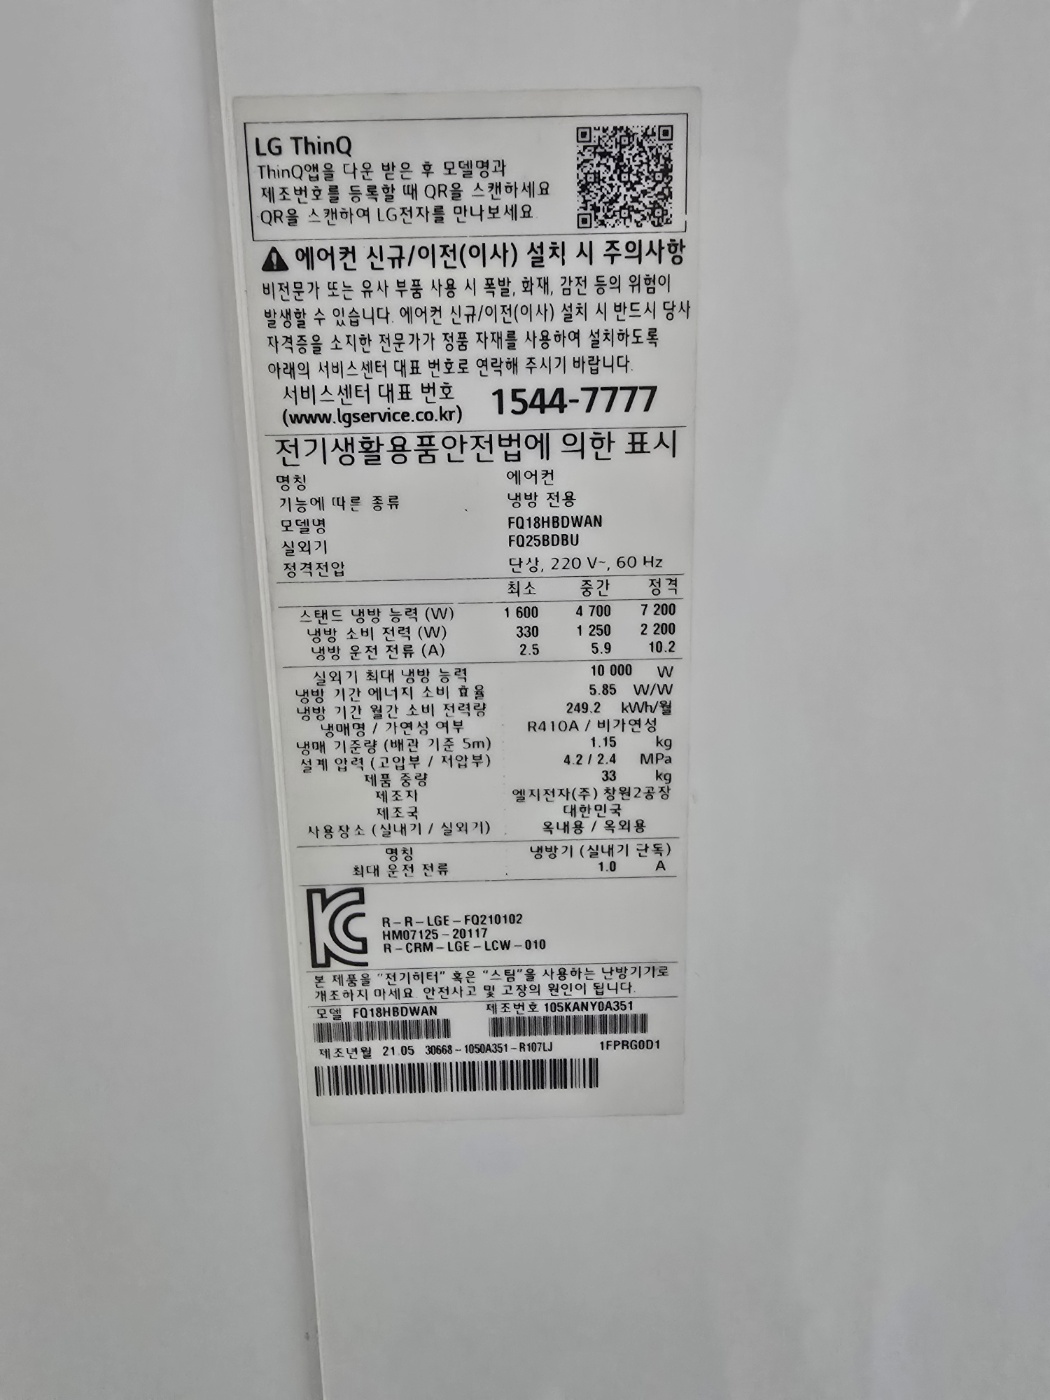 LG ThinQ
ThinQ앱을 다운 받은 후 모델명과
제조번호를 등록할 때 QR을 스캔하세요
QR을 스캔하여 LG전자를 만나보세요
에어컨 신규/이전(이사) 설치 시 주의사항
비전문가 또는 유사 부품 사용 시 폭발, 화재, 감전 등의 위험이
발생할 수 있습니다. 에어컨 신규/이전(이사) 설치 시 반드시 당사
자격증을 소지한 전문가가 정품 자재를 사용하여 설치하도록
아래의 서비스센터 대표 번호로 연락해 주시기 바랍니다.
서비스센터 대표 번호 1544-7777
(www.lgservice.co.kr)
전기생활용품안전법에 의한 표시
명칭 에어컨
기능에 따른 종류 냉방 전용
모델명 FQ18HBDWAN
실외기 FQ25BDBU
정격전압 단상, 220 V~, 60 Hz
최소 중간 정격
스탠드 냉방 능력 (W) 1 600 4 700 7 200
냉방 소비 전력 (W) 330 1 250 2 200
냉방 운전 전류 (A) 2.5 5.9 10.2
실외기 최대 냉방 능력 10 000 W
냉방 기간 에너지 소비 효율 5.85 W/W
냉방 기간 월간 소비 전력량 249.2 kWh/월
냉매명 / 가연성 여부 R410A / 비가연성
냉매 기준량 (배관 기준 5m) 1.15 kg
설계 압력 (고압부 / 저압부) 4.2 / 2.4 MPa
제품 중량 33 kg
제조자 엘지전자(주) 창원2공장
제조국 대한민국
사용장소 (실내기 / 실외기) 옥내용 / 옥외용
명칭 냉방기 (실내기 단독)
최대 운전 전류 1.0 A
R-R-LGE-FQ210102
HM07125-20117
R-CRM-LGE-LCW-010
본 제품을 "전기히터" 혹은 "스팀"을 사용하는 난방기기로
개조하지 마세요 안전사고 및 고장의 원인이 됩니다.
모델 FQ18HBDWAN 제조번호 105KANY0A351
제조년월 21.05 30668-1050A351-R107LJ 1FPRG0D1